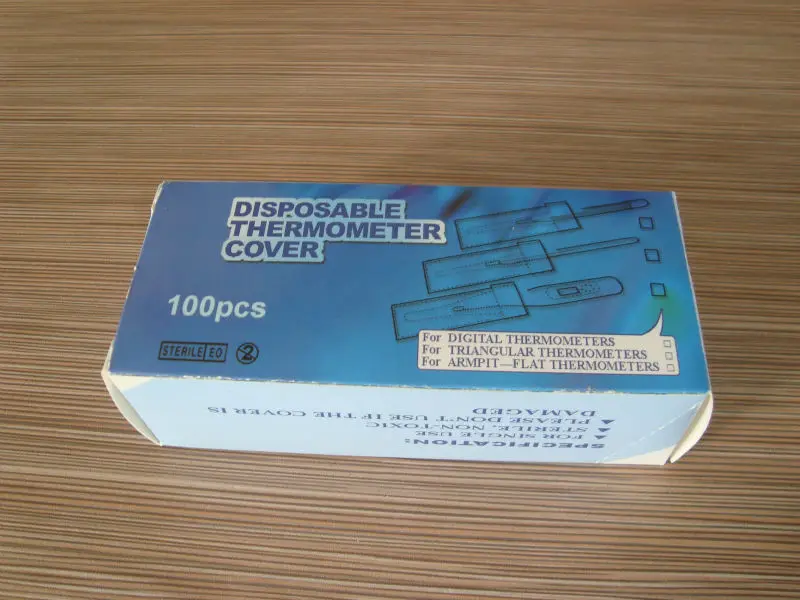 DISPOSABLE
THERMOMETER
COVER
100pcs
STERILE EO
2
For DIGITAL THERMOMETERS
For TRIANGULAR THERMOMETERS
For ARMPIT—FLAT THERMOMETERS
SPECIFICATION:
▲ FOR SINGLE USE
▲ STERILE, NON-TOXIC
▲ PLEASE DON'T USE IF THE COVER IS
DAMAGED